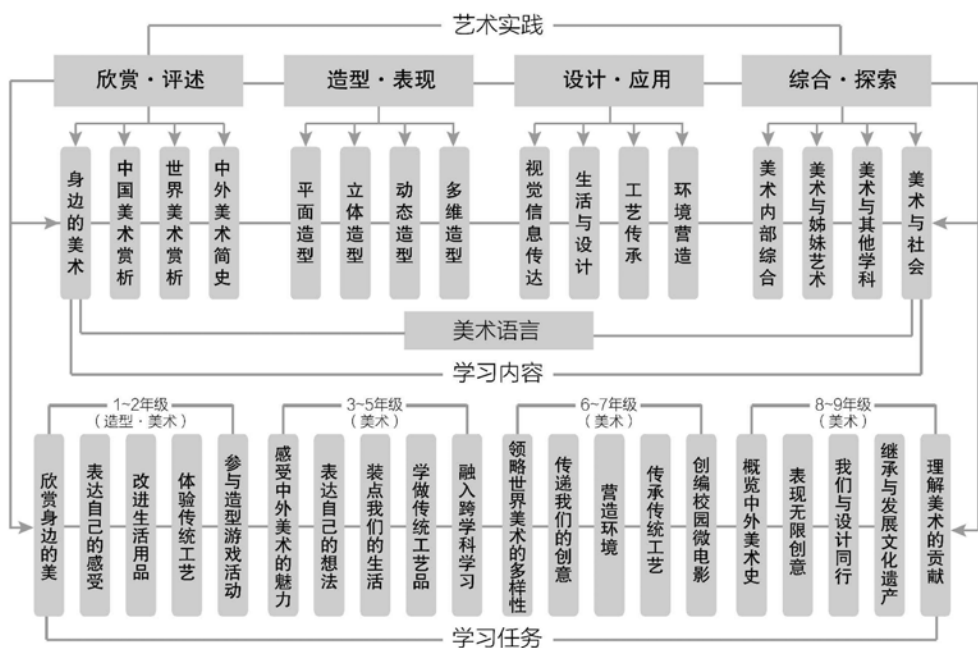 艺术实践
欣赏·评述
造型·表现
设计·应用
综合·探索
身边的美术
中国美术赏析
世界美术赏析
中外美术简史
平面造型
立体造型
动态造型
多维造型
视觉信息传达
生活与设计
工艺传承
环境营造
美术内部综合
美术与姊妹艺术
美术与其他学科
美术与社会
美术语言
学习内容
1~2年级
（造型·美术）
3~5年级
（美术）
6~7年级
（美术）
8~9年级
（美术）
欣赏身边的美
表达自己的感受
改进生活用品
体验传统工艺
参与造型游戏活动
感受中外美术的魅力
表达自己的想法
装点我们的生活
学做传统工艺品
融入跨学科学习
领略世界美术的多样性
传递我们的创意
营造环境
传承传统工艺
创编校园微电影
概览中外美术史
表现无限创意
我们与设计同行
继承与发展文化遗产
理解美术的贡献
学习任务